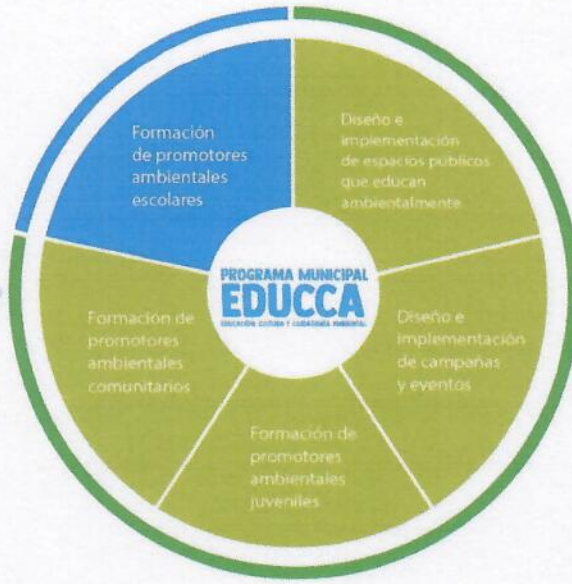 Formación
de promotores
ambientales
escolares
Diseño e
implementación
de espacios públicos
que educan
ambientalmente
PROGRAMA MUNICIPAL
EDUCCA
EDUCACIÓN, CULTURA Y CIUDADANÍA AMBIENTAL
Formación de
promotores
ambientales
comunitarios
Diseño e
implementación
de campañas
y eventos
Formación de
promotores
ambientales
juveniles